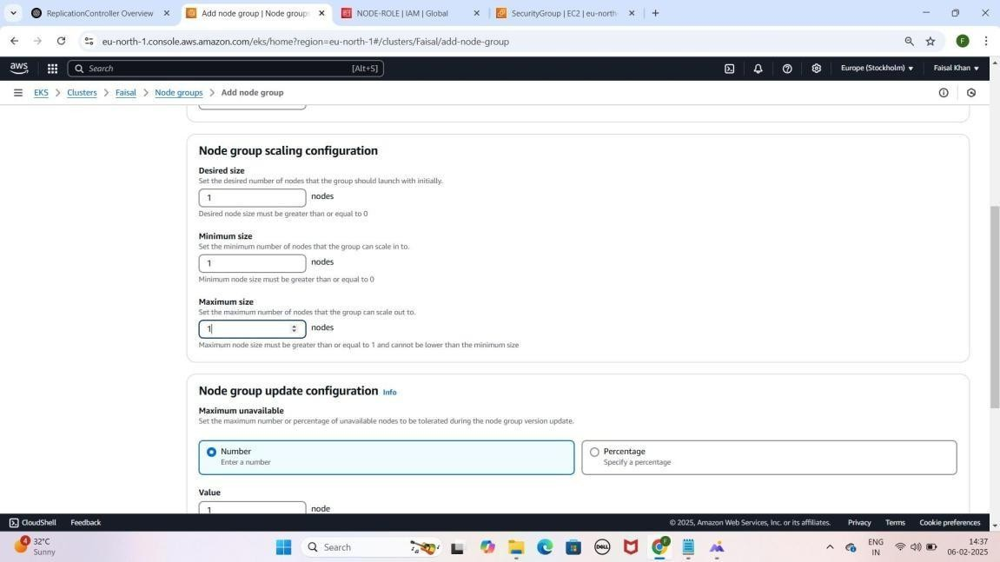 ReplicationController Overview
Add node group | Node groups
NODE-ROLE | IAM | Global
SecurityGroup | EC2 | eu-north-
eu-north-1.console.aws.amazon.com/eks/home?region=eu-north-1#/clusters/Faisal/add-node-group
F
aws
Search
[Alt+S]
Europe (Stockholm)
Faisal Khan
EKS > Clusters > Faisal > Node groups > Add node group
Node group scaling configuration
Desired size
Set the desired number of nodes that the group should launch with initially.
1 nodes
Desired node size must be greater than or equal to 0
Minimum size
Set the minimum number of nodes that the group can scale in to.
1 nodes
Minimum node size must be greater than or equal to 0
Maximum size
Set the maximum number of nodes that the group can scale out to.
1 nodes
Maximum node size must be greater than or equal to 1 and cannot be lower than the minimum size
Node group update configuration Info
Maximum unavailable
Set the maximum number or percentage of unavailable nodes to be tolerated during the node group version update.
Number
Enter a number
Percentage
Specify a percentage
Value
1 node
CloudShell
Feedback
© 2025, Amazon Web Services, Inc. or its affiliates.
Privacy
Terms
Cookie preferences
4
32°C
Sunny
Search
DELL
F
ENG
IN
14:37
06-02-2025